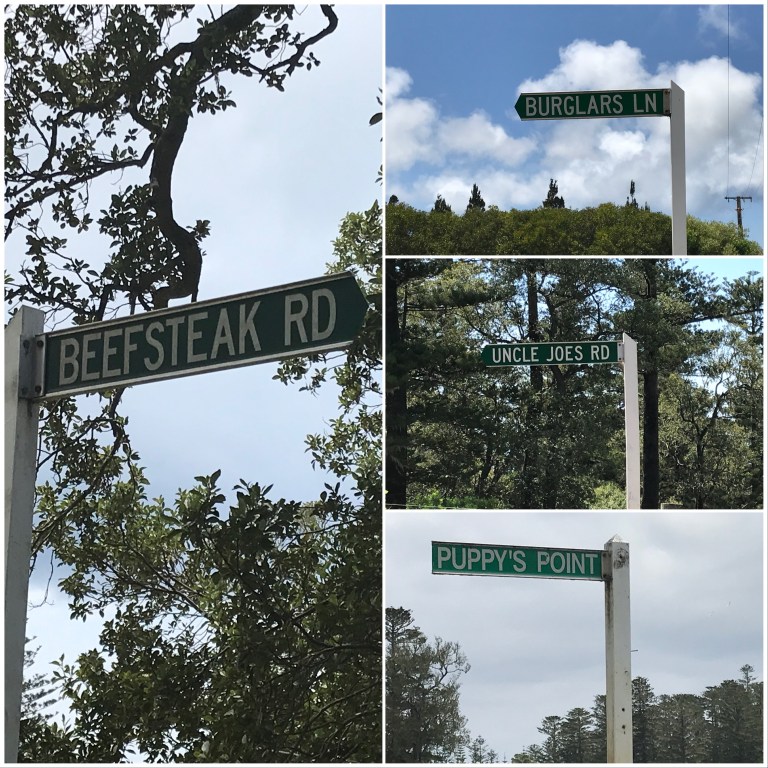 BEEFSTEAK RD
BURGLARS LN
UNCLE JOES RD
PUPPY'S POINT